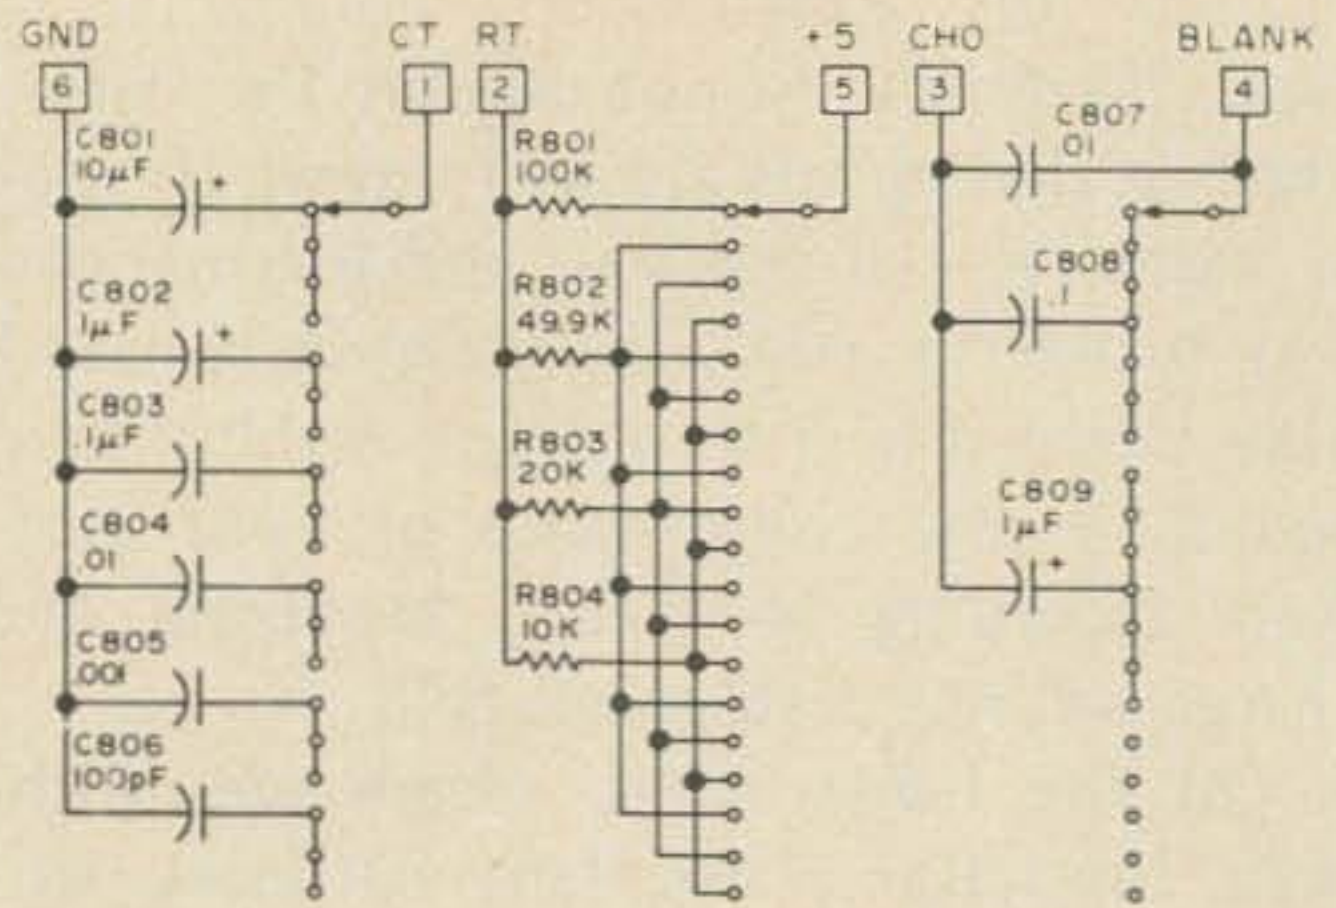 GND CT. RT. +5 CHO BLANK
6 1 2 5 3 4
C801
10µF
+
C802
1µF
+
C803
.1µF
C804
.01
C805
.001
C806
100pF
R801
100K
R802
49.9K
R803
20K
R804
10K
C807
.01
C808
.1
C809
1µF
+